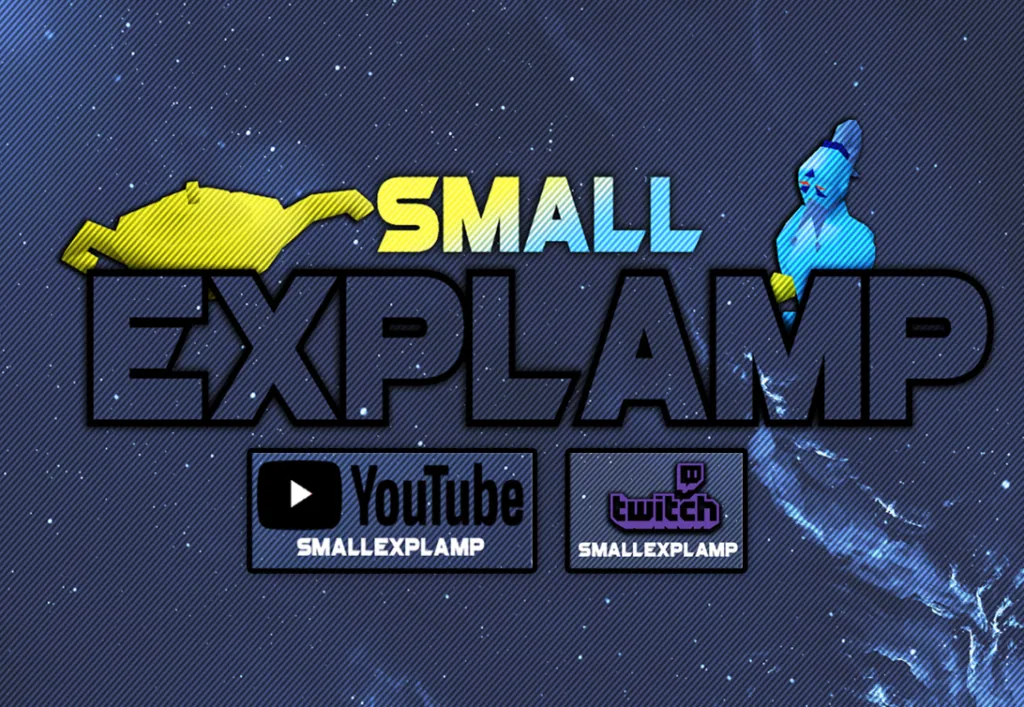 SMALL
EXPLAMP
YouTube
SMALLEXPLAMP
twitch
SMALLEXPLAMP